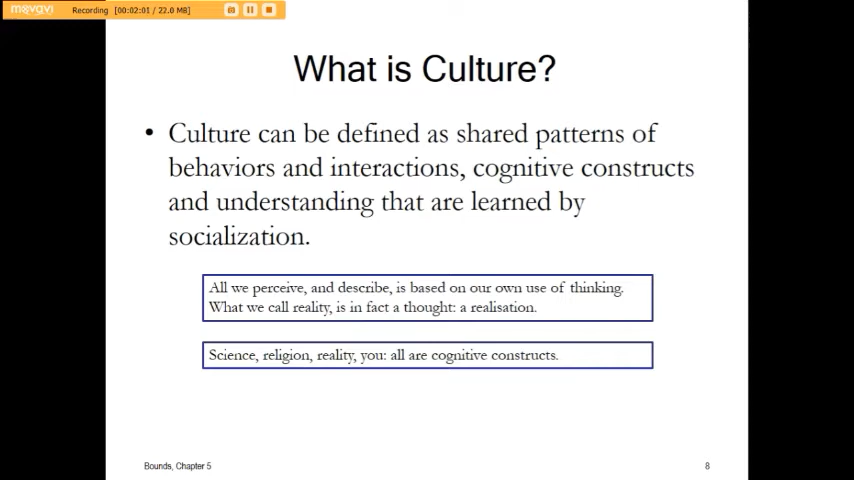 movavi Recording [00:02:01 / 22.0 MB]
What is Culture?
• Culture can be defined as shared patterns of
behaviors and interactions, cognitive constructs
and understanding that are learned by
socialization.
All we perceive, and describe, is based on our own use of thinking.
What we call reality, is in fact a thought: a realisation.
Science, religion, reality, you: all are cognitive constructs.
Bounds, Chapter 5 8